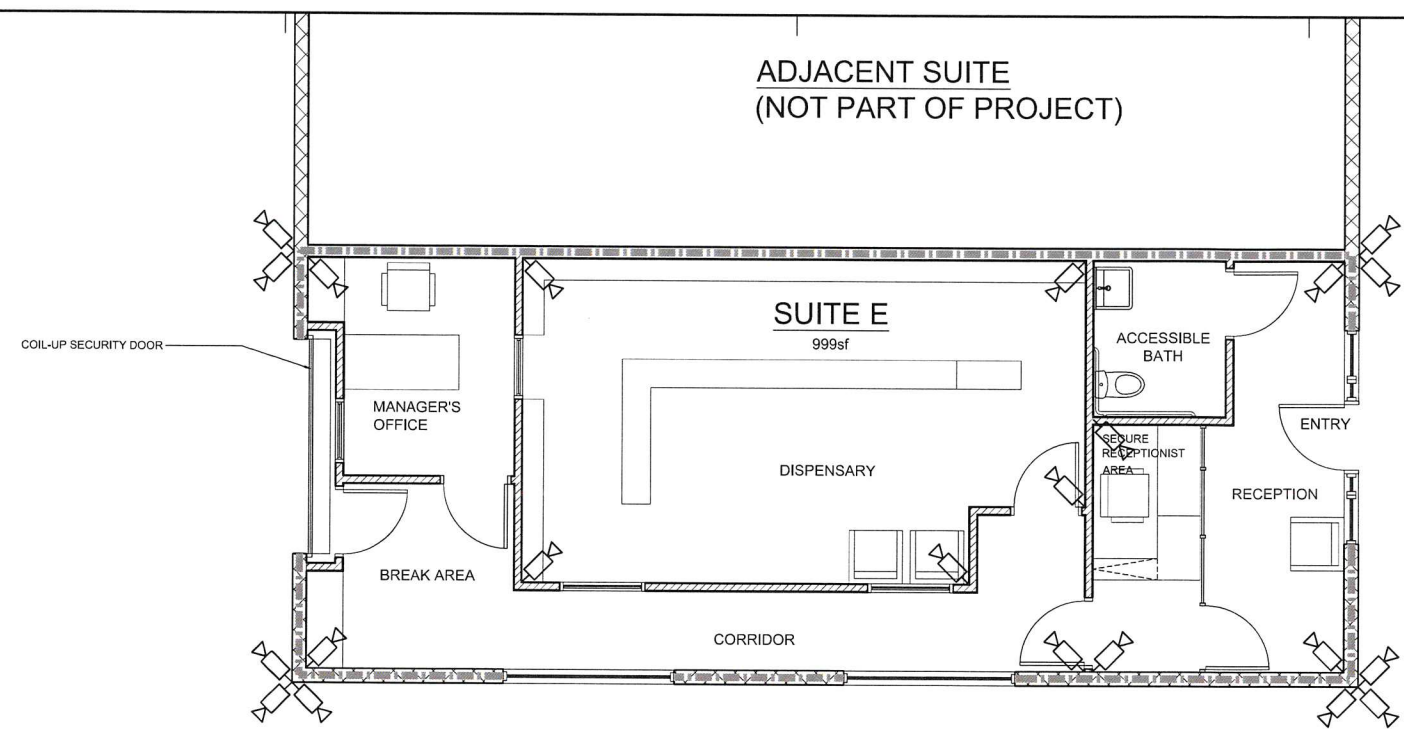 ADJACENT SUITE
(NOT PART OF PROJECT)
SUITE E
999sf
COIL-UP SECURITY DOOR
ACCESSIBLE
BATH
MANAGER'S
OFFICE
ENTRY
SECURE
RECEPTIONIST
AREA
DISPENSARY
RECEPTION
BREAK AREA
CORRIDOR